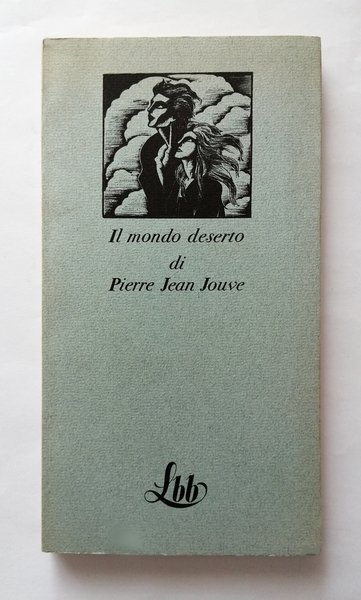 Il mondo deserto
di
Pierre Jean Jouve
Lbb